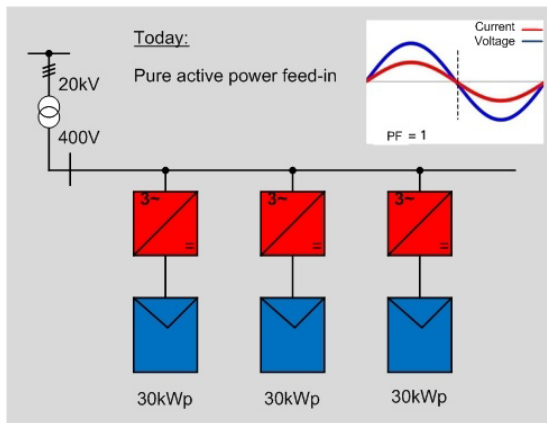 Today:
Pure active power feed-in
Current
Voltage
PF = 1
20kV
400V
3~
=
3~
=
3~
=
30kWp
30kWp
30kWp